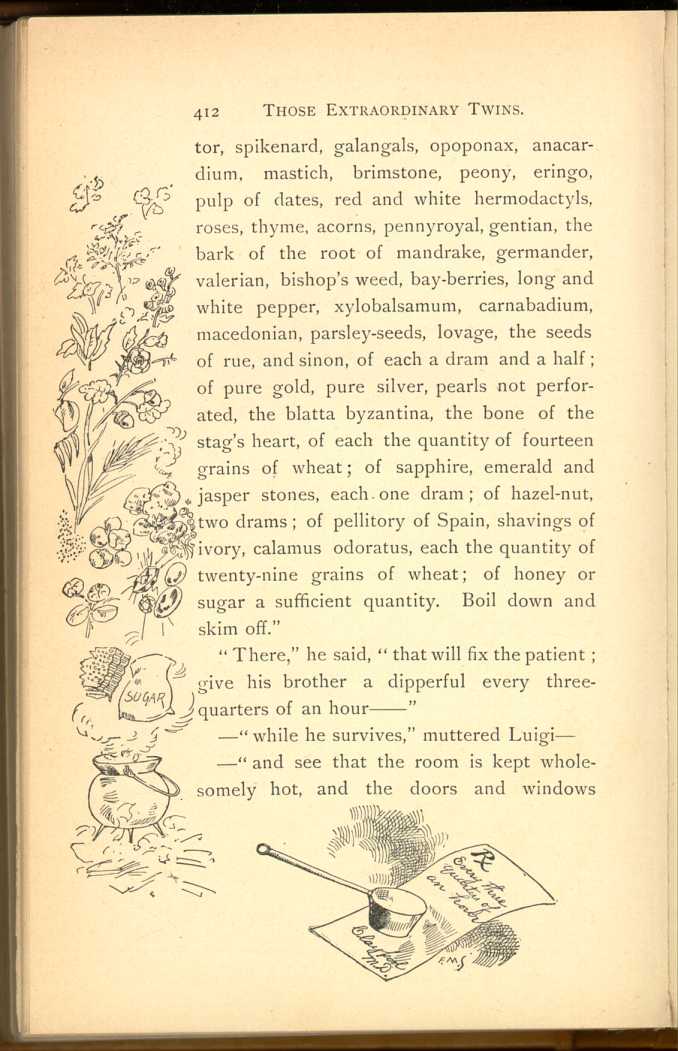 412 THOSE EXTRAORDINARY TWINS.
tor, spikenard, galangals, opoponax, anacar-
dium, mastich, brimstone, peony, eringo,
pulp of dates, red and white hermodactyls,
roses, thyme, acorns, pennyroyal, gentian, the
bark of the root of mandrake, germander,
valerian, bishop's weed, bay-berries, long and
white pepper, xylobalsamum, carnabadium,
macedonian, parsley-seeds, lovage, the seeds
of rue, and sinon, of each a dram and a half;
of pure gold, pure silver, pearls not perfor-
ated, the blatta byzantina, the bone of the
stag's heart, of each the quantity of fourteen
grains of wheat; of sapphire, emerald and
jasper stones, each one dram; of hazel-nut,
two drams; of pellitory of Spain, shavings of
ivory, calamus odoratus, each the quantity of
twenty-nine grains of wheat; of honey or
sugar a sufficient quantity. Boil down and
skim off."
"There," he said, "that will fix the patient;
give his brother a dipperful every three-
quarters of an hour——"
—"while he survives," muttered Luigi—
—"and see that the room is kept whole-
somely hot, and the doors and windows
SUGAR
℞
Every three
quarters of
an hour
M.D.
F.M.S.